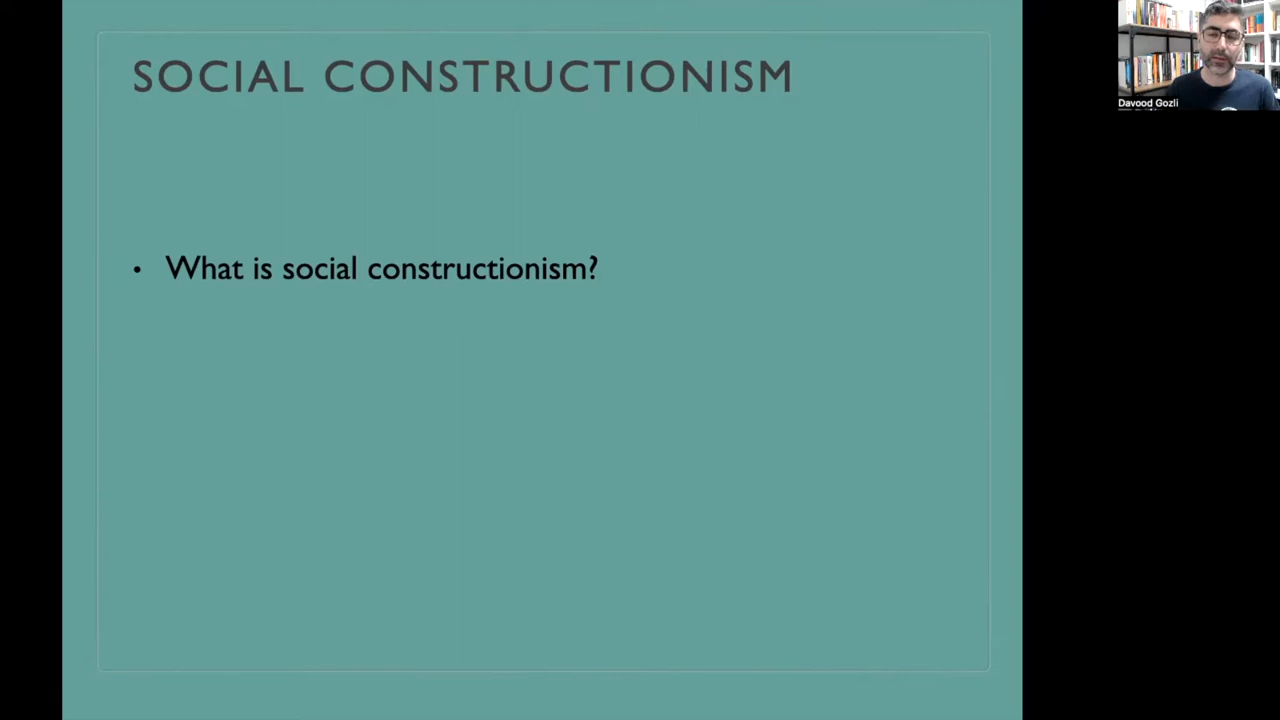 SOCIAL CONSTRUCTIONISM
• What is social constructionism?
Davood Gozli